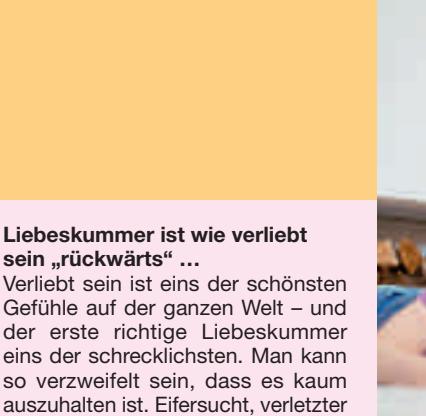 Liebeskummer ist wie verliebt
sein „rückwärts“ …
Verliebt sein ist eins der schönsten
Gefühle auf der ganzen Welt – und
der erste richtige Liebeskummer
eins der schrecklichsten. Man kann
so verzweifelt sein, dass es kaum
auszuhalten ist. Eifersucht, verletzter